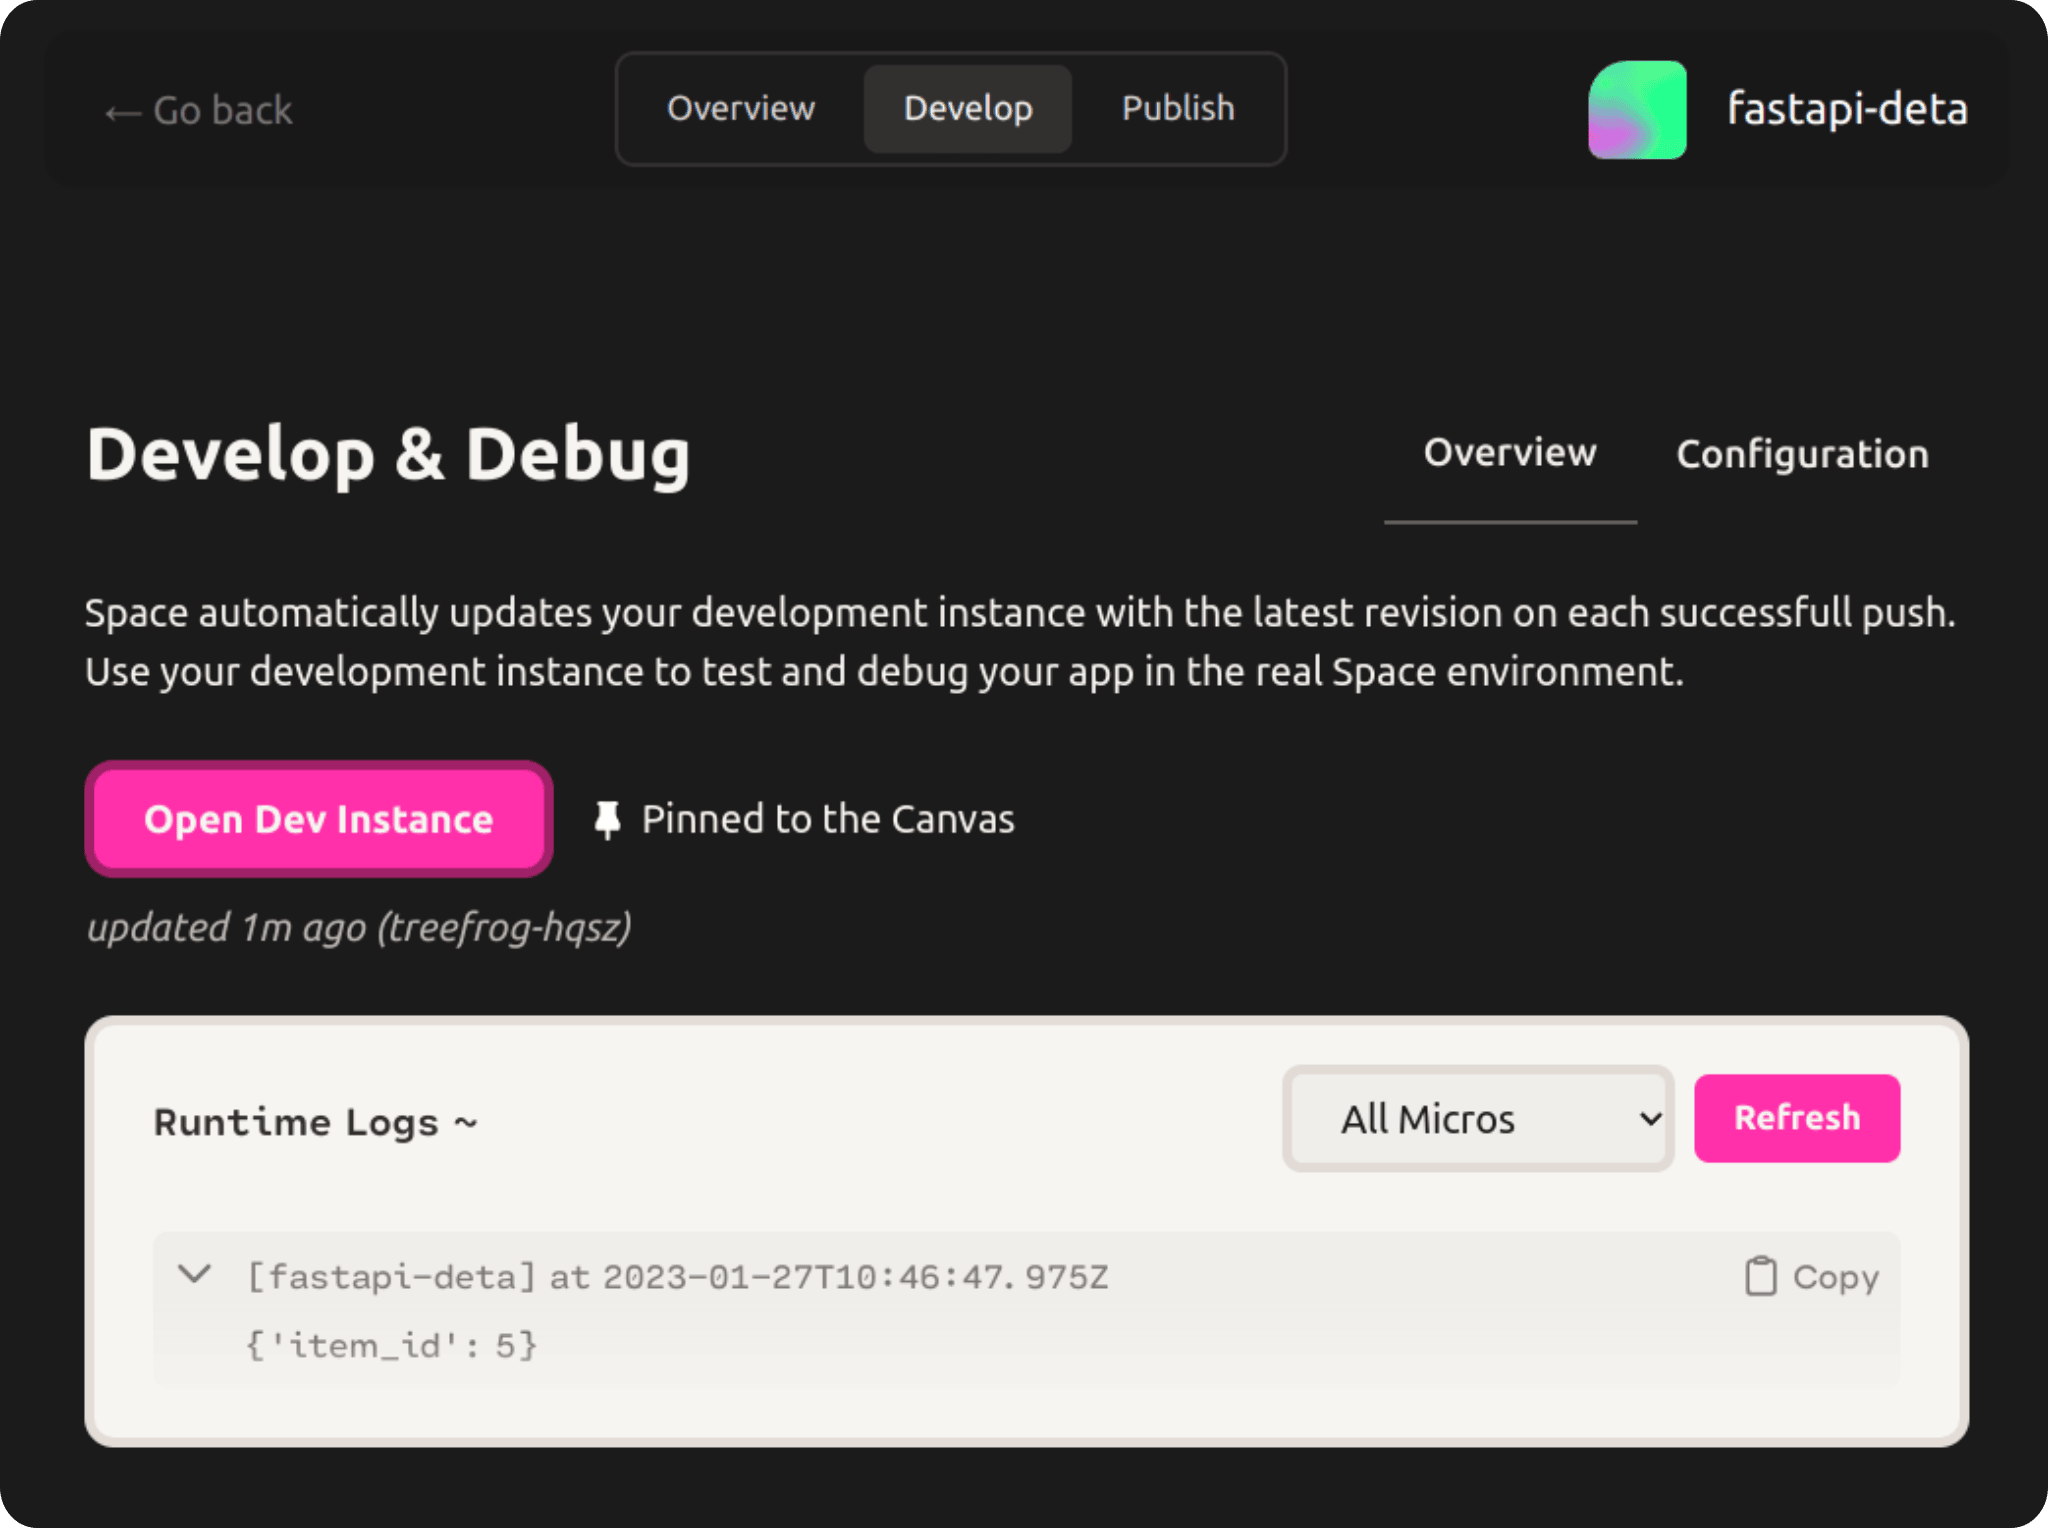 ← Go back
Overview
Develop
Publish
fastapi-deta
Develop & Debug
Overview
Configuration
Space automatically updates your development instance with the latest revision on each successfull push.
Use your development instance to test and debug your app in the real Space environment.
Open Dev Instance
Pinned to the Canvas
updated 1m ago (treefrog-hqsz)
Runtime Logs ~
All Micros
Refresh
[fastapi-deta] at 2023-01-27T10:46:47.975Z
Copy
{'item_id': 5}